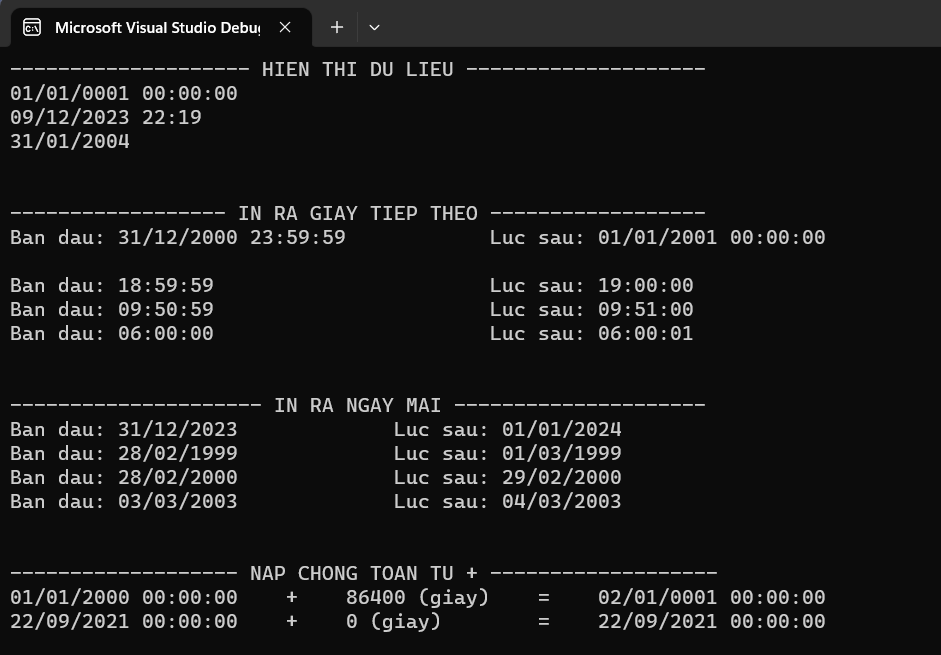 Microsoft Visual Studio Debug
-------------------- HIEN THI DU LIEU --------------------
01/01/0001 00:00:00
09/12/2023 22:19
31/01/2004
------------------ IN RA GIAY TIEP THEO ------------------
Ban dau: 31/12/2000 23:59:59 Luc sau: 01/01/2001 00:00:00
Ban dau: 18:59:59 Luc sau: 19:00:00
Ban dau: 09:50:59 Luc sau: 09:51:00
Ban dau: 06:00:00 Luc sau: 06:00:01
--------------------- IN RA NGAY MAI ---------------------
Ban dau: 31/12/2023 Luc sau: 01/01/2024
Ban dau: 28/02/1999 Luc sau: 01/03/1999
Ban dau: 28/02/2000 Luc sau: 29/02/2000
Ban dau: 03/03/2003 Luc sau: 04/03/2003
------------------- NAP CHONG TOAN TU + -------------------
01/01/2000 00:00:00 + 86400 (giay) = 02/01/0001 00:00:00
22/09/2021 00:00:00 + 0 (giay) = 22/09/2021 00:00:00